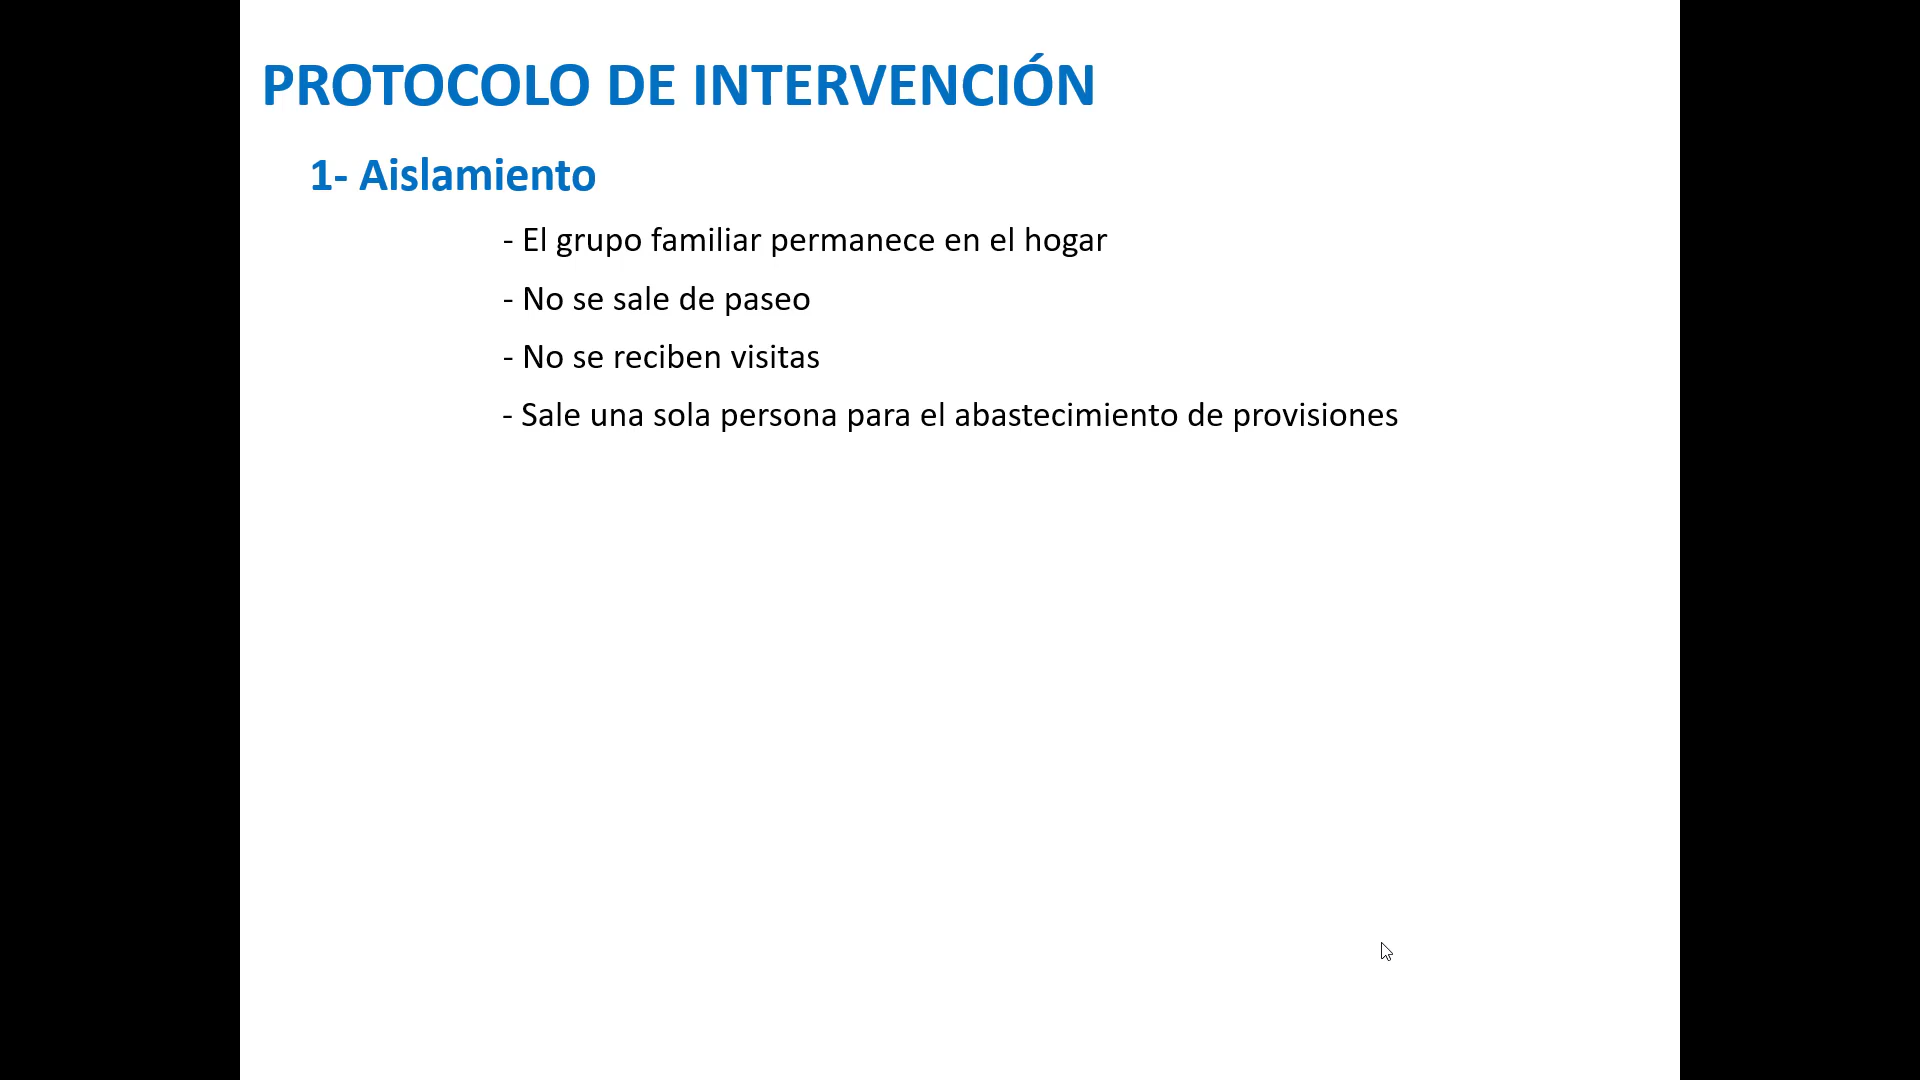 PROTOCOLO DE INTERVENCIÓN
1- Aislamiento
- El grupo familiar permanece en el hogar
- No se sale de paseo
- No se reciben visitas
- Sale una sola persona para el abastecimiento de provisiones